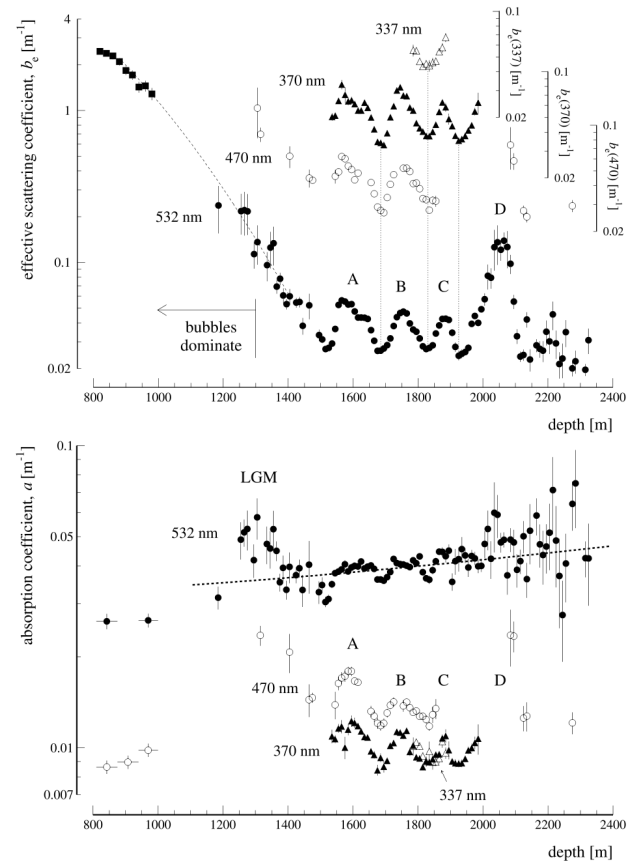 337 nm
0.1
b_e(337) [m⁻¹]
0.02
370 nm
0.1
b_e(370) [m⁻¹]
0.02
470 nm
0.1
b_e(470) [m⁻¹]
0.02
effective scattering coefficient, b_e [m⁻¹]
4
1
0.1
0.02
532 nm
A
B
C
D
bubbles
dominate
800 1000 1200 1400 1600 1800 2000 2200 2400
depth [m]
absorption coefficient, a [m⁻¹]
0.1
0.050
0.01
0.007
LGM
532 nm
A
B
C
D
470 nm
370 nm
337 nm
800 1000 1200 1400 1600 1800 2000 2200 2400
depth [m]